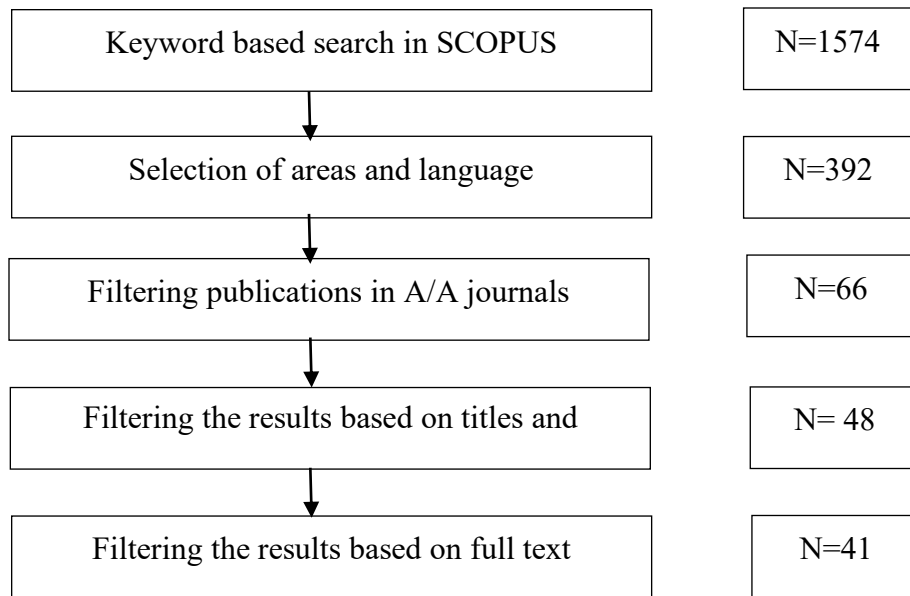 Keyword based search in SCOPUS
N=1574
Selection of areas and language
N=392
Filtering publications in A/A journals
N=66
Filtering the results based on titles and
N= 48
Filtering the results based on full text
N=41